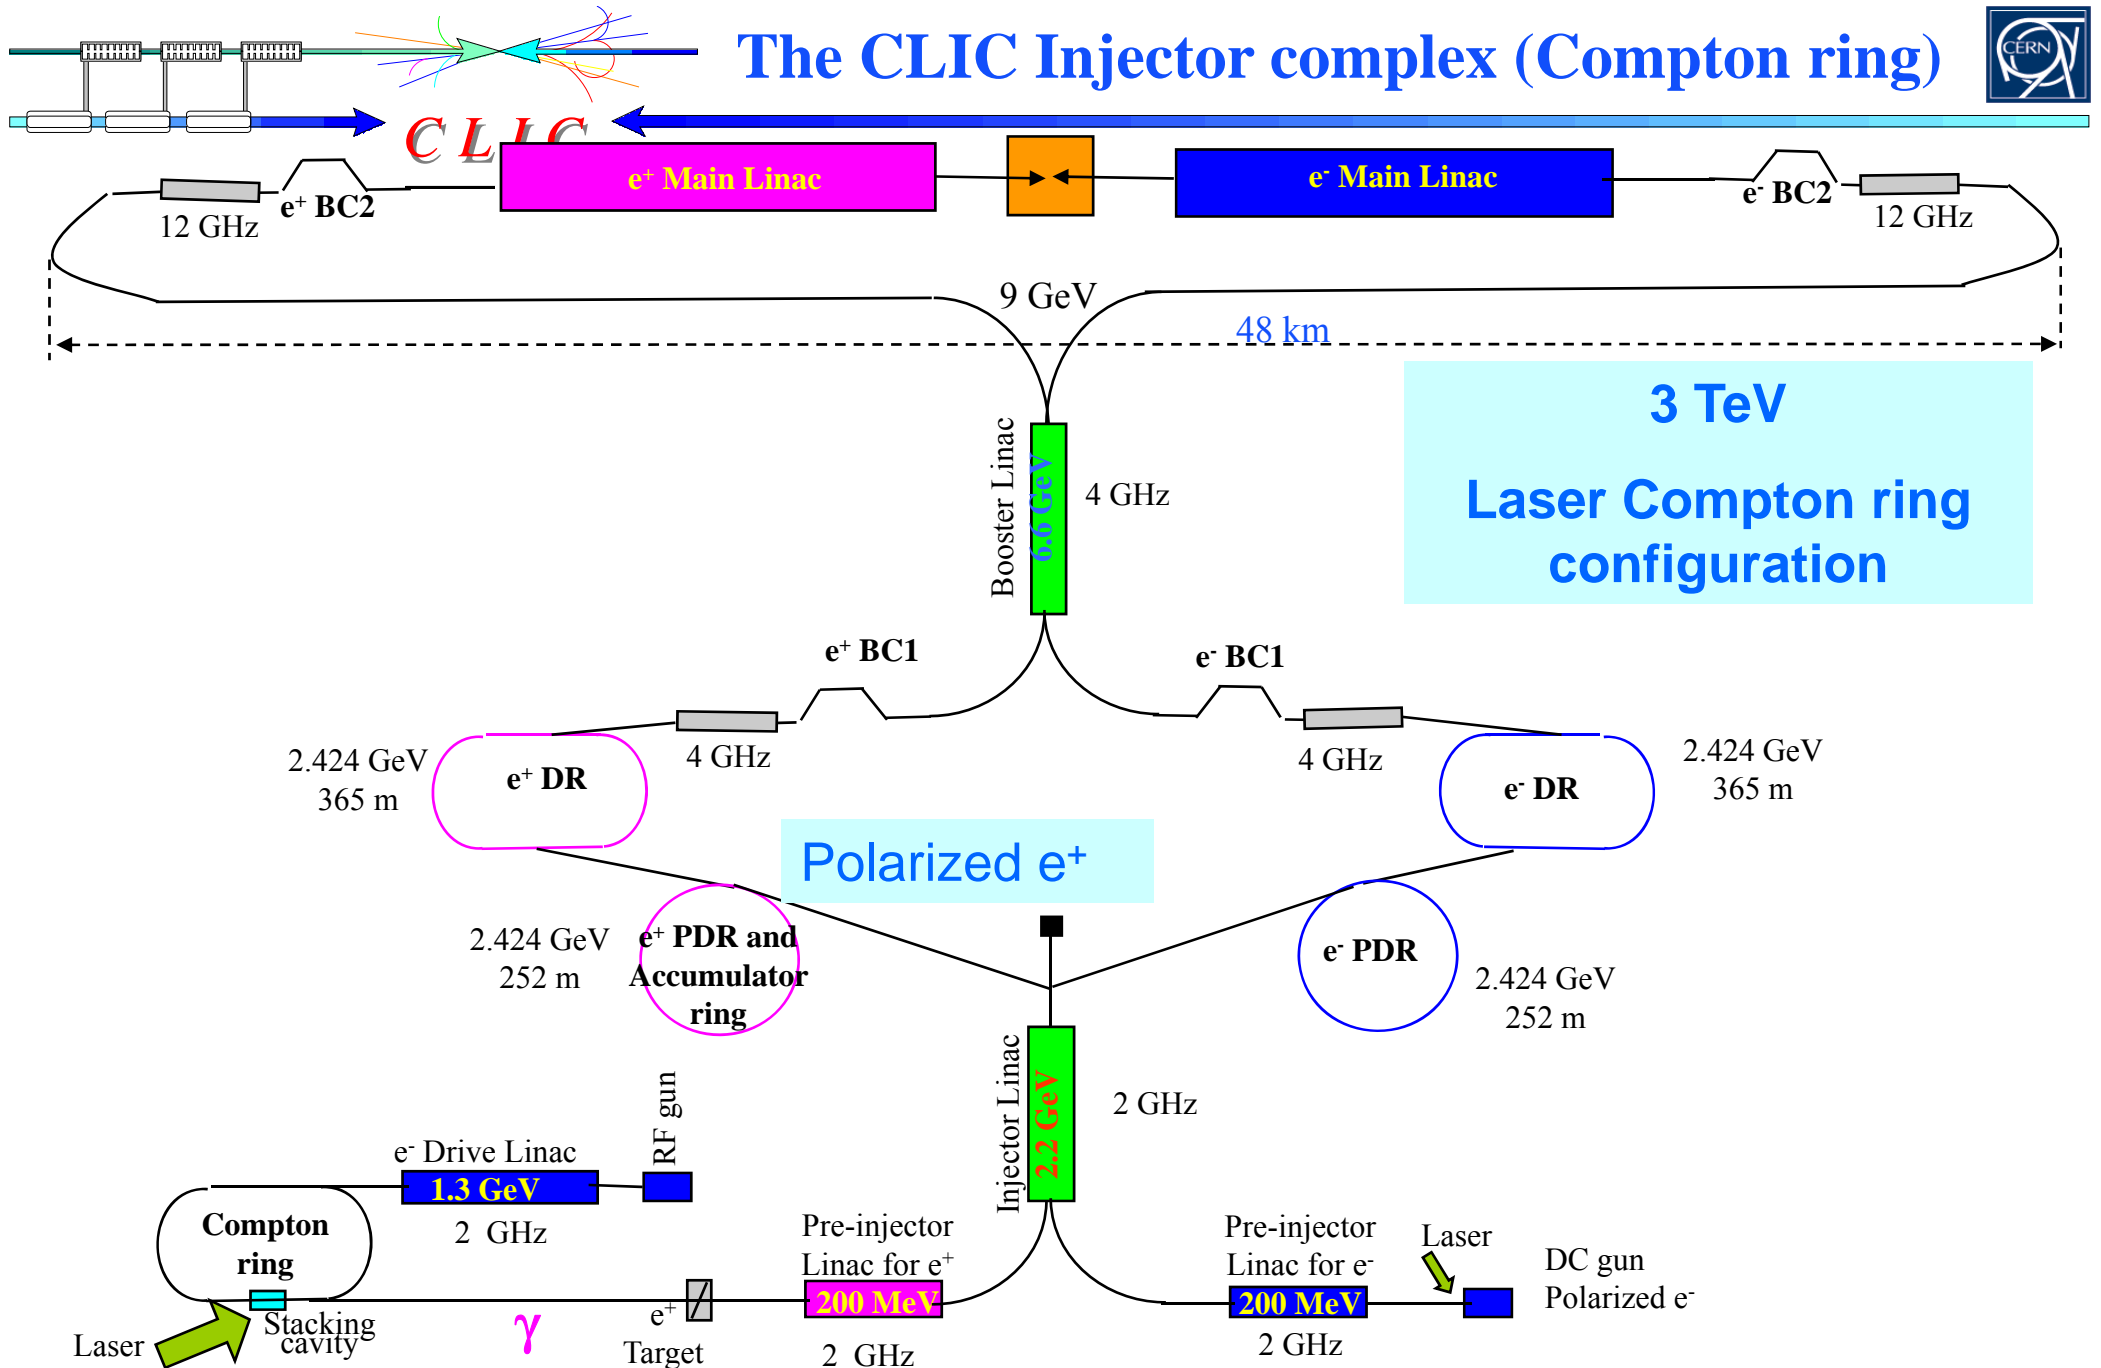 The CLIC Injector complex (Compton ring)
CERN
C L I C
e⁺ Main Linac
e⁻ Main Linac
12 GHz
e⁺ BC2
e⁻ BC2
12 GHz
9 GeV
48 km
3 TeV
Laser Compton ring
configuration
Booster Linac
6.6 GeV
4 GHz
e⁺ BC1
e⁻ BC1
4 GHz
4 GHz
2.424 GeV
365 m
e⁺ DR
e⁻ DR
2.424 GeV
365 m
Polarized e⁺
2.424 GeV
252 m
e⁺ PDR and
Accumulator
ring
e⁻ PDR
2.424 GeV
252 m
Injector Linac
2.2 GeV
2 GHz
RF gun
e⁻ Drive Linac
1.3 GeV
2 GHz
Compton
ring
Stacking
cavity
Laser
γ
e⁺
Target
Pre-injector
Linac for e⁺
200 MeV
2 GHz
Pre-injector
Linac for e⁻
200 MeV
2 GHz
Laser
DC gun
Polarized e⁻